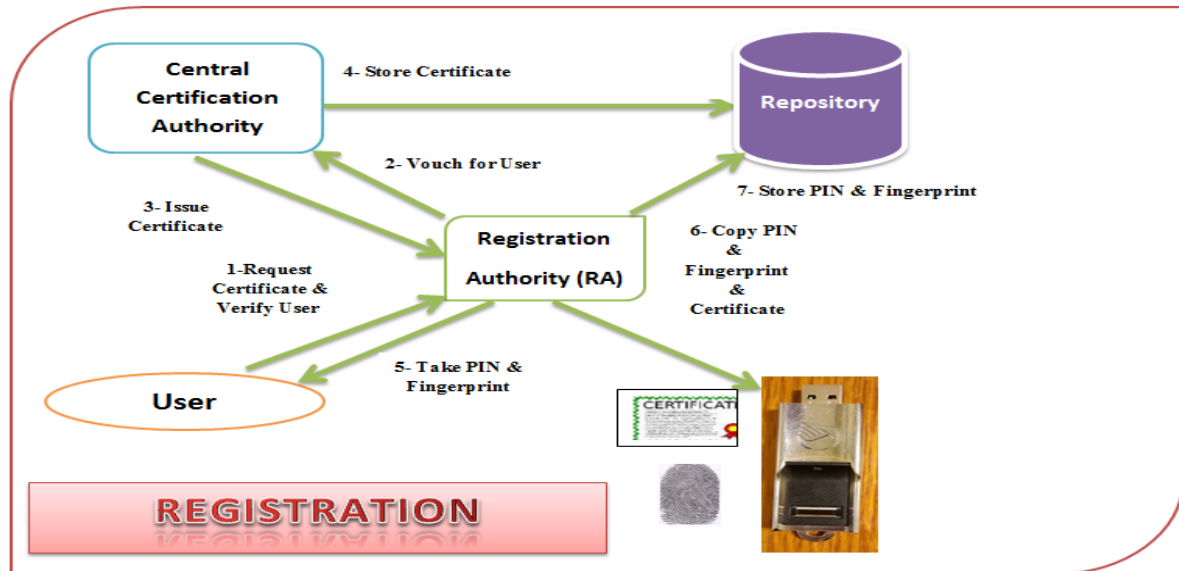 Central
Certification
Authority
4- Store Certificate
Repository
2- Vouch for User
7- Store PIN & Fingerprint
3- Issue
Certificate
Registration
Authority (RA)
6- Copy PIN
&
Fingerprint
&
Certificate
1-Request
Certificate &
Verify User
5- Take PIN &
Fingerprint
User
CERTIFICAT
REGISTRATION